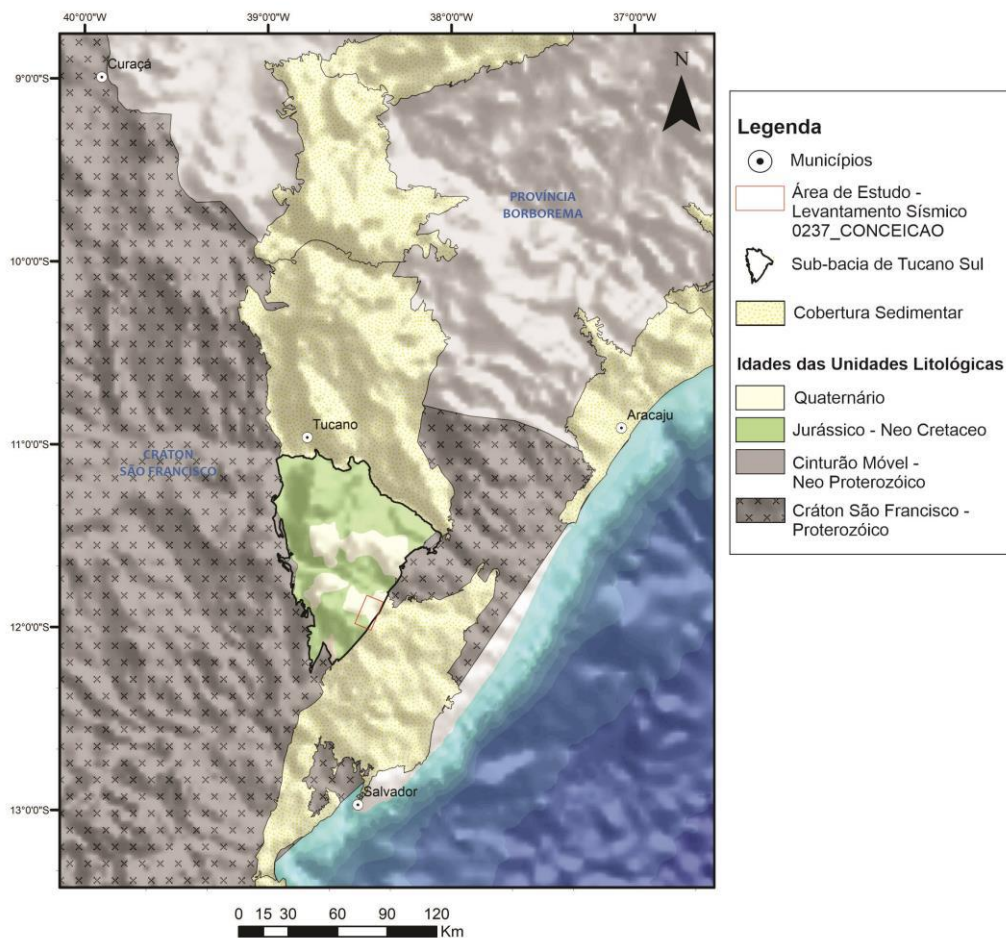 40°0'0"W
39°0'0"W
38°0'0"W
37°0'0"W
9°0'0"S
10°0'0"S
11°0'0"S
12°0'0"S
13°0'0"S
Curaçá
N
PROVÍNCIA
BORBOREMA
Tucano
Aracaju
CRÁTON
SÃO FRANCISCO
Salvador
0 15 30 60 90 120
Km
Legenda
Municípios
Área de Estudo -
Levantamento Sísmico
0237_CONCEICAO
Sub-bacia de Tucano Sul
Cobertura Sedimentar
Idades das Unidades Litológicas
Quaternário
Jurássico - Neo Cretaceo
Cinturão Móvel -
Neo Proterozóico
Cráton São Francisco -
Proterozóico